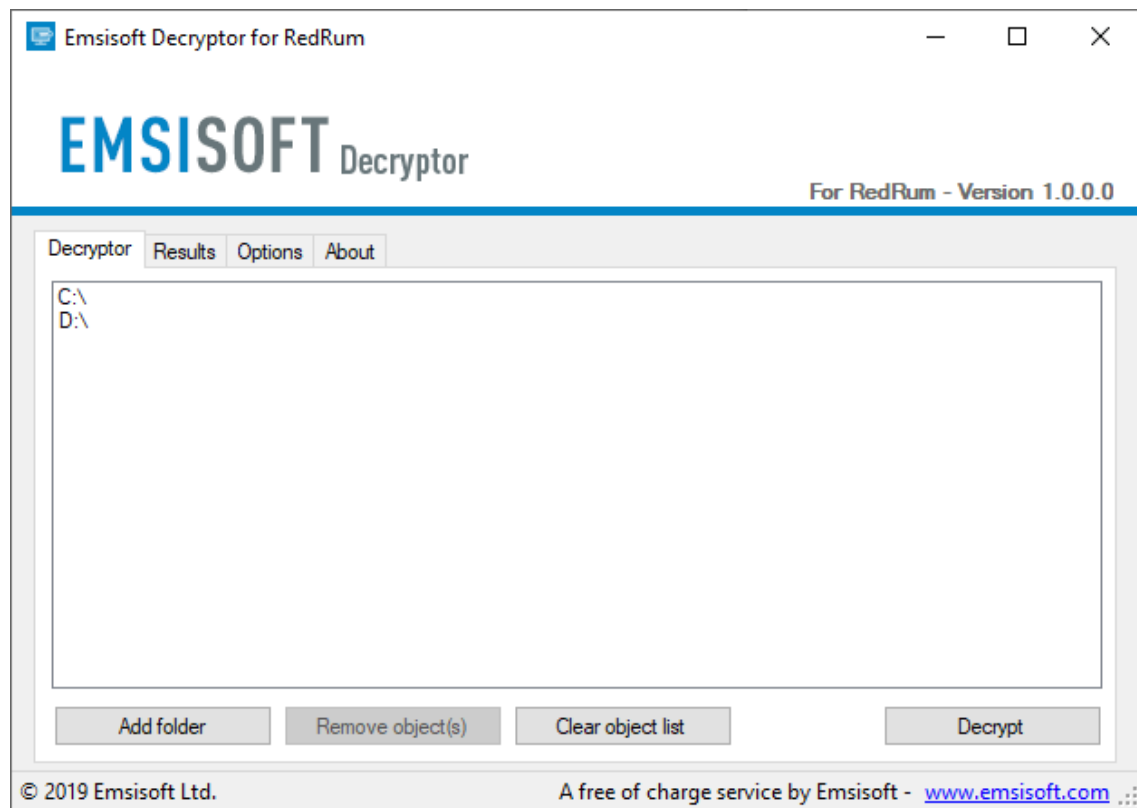 Emsisoft Decryptor for RedRum
EMSISOFT Decryptor
For RedRum - Version 1.0.0.0
Decryptor Results Options About
C:\
D:\
Add folder Remove object(s) Clear object list Decrypt
© 2019 Emsisoft Ltd. A free of charge service by Emsisoft - www.emsisoft.com